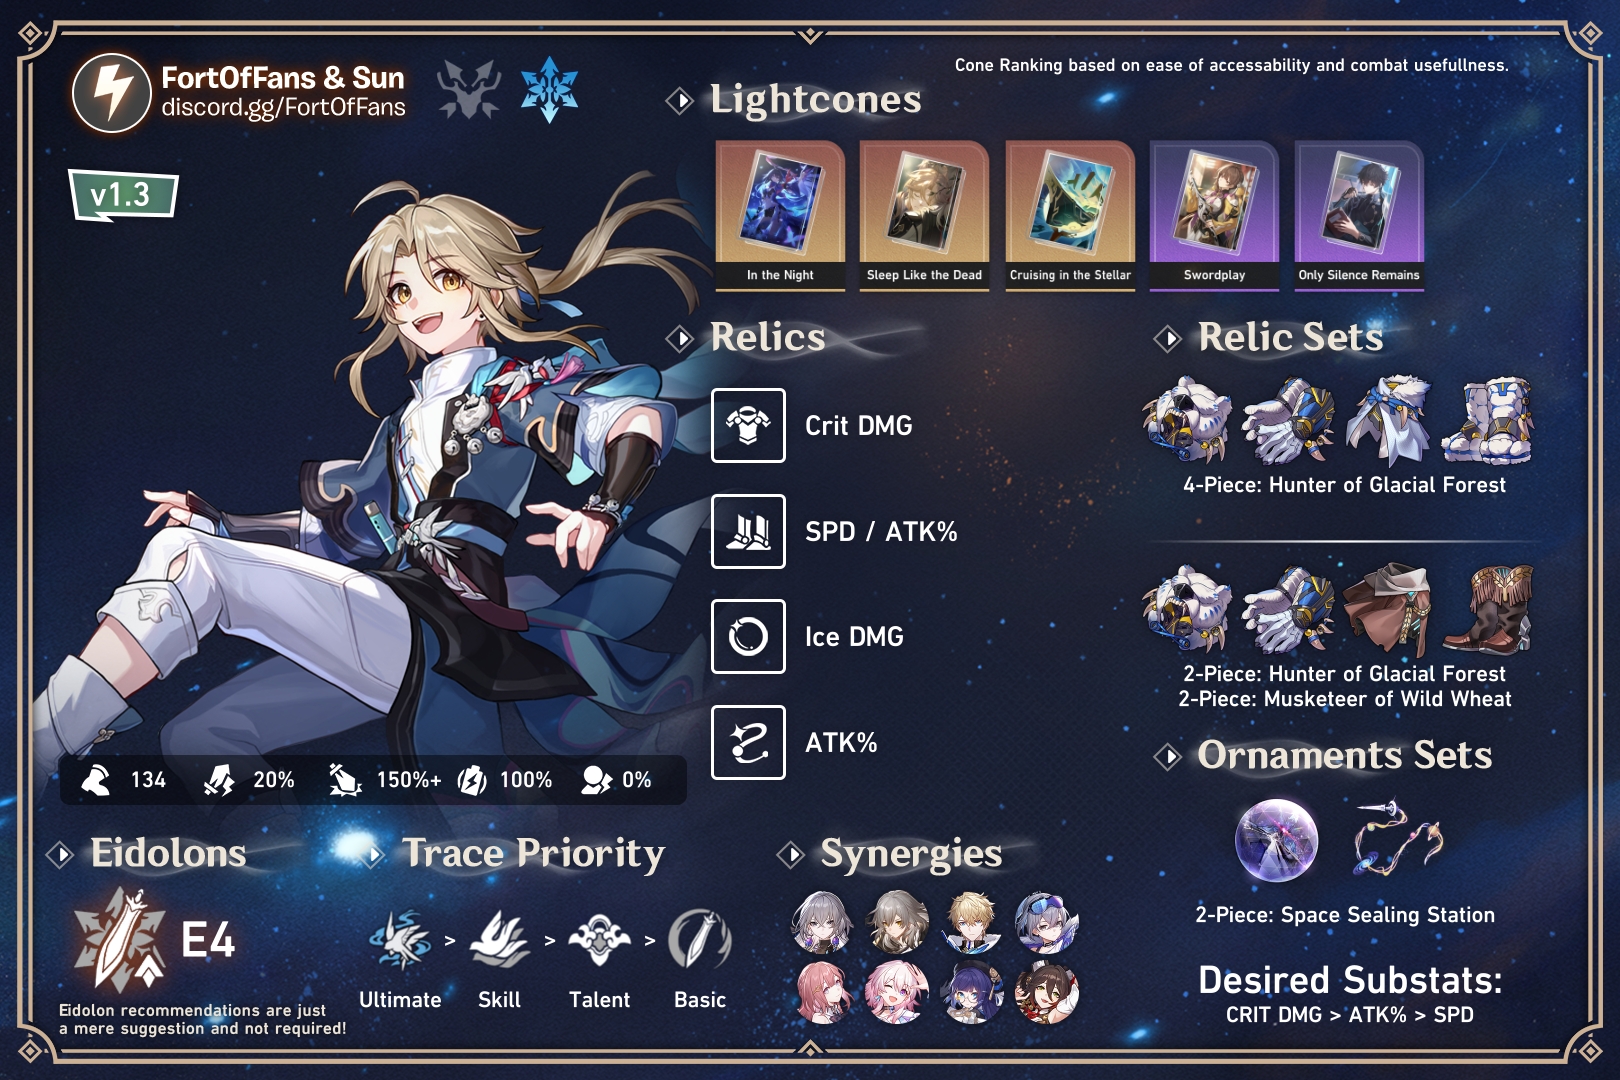 FortOfFans & Sun
discord.gg/FortOfFans
v1.3
Cone Ranking based on ease of accessability and combat usefullness.
Lightcones
In the Night
Sleep Like the Dead
Cruising in the Stellar
Swordplay
Only Silence Remains
Relics
Crit DMG
SPD / ATK%
Ice DMG
ATK%
Relic Sets
4-Piece: Hunter of Glacial Forest
2-Piece: Hunter of Glacial Forest
2-Piece: Musketeer of Wild Wheat
Ornaments Sets
2-Piece: Space Sealing Station
Desired Substats:
CRIT DMG > ATK% > SPD
134
20%
150%+
100%
0%
Eidolons
E4
Eidolon recommendations are just
a mere suggestion and not required!
Trace Priority
> > >
Ultimate
Skill
Talent
Basic
Synergies